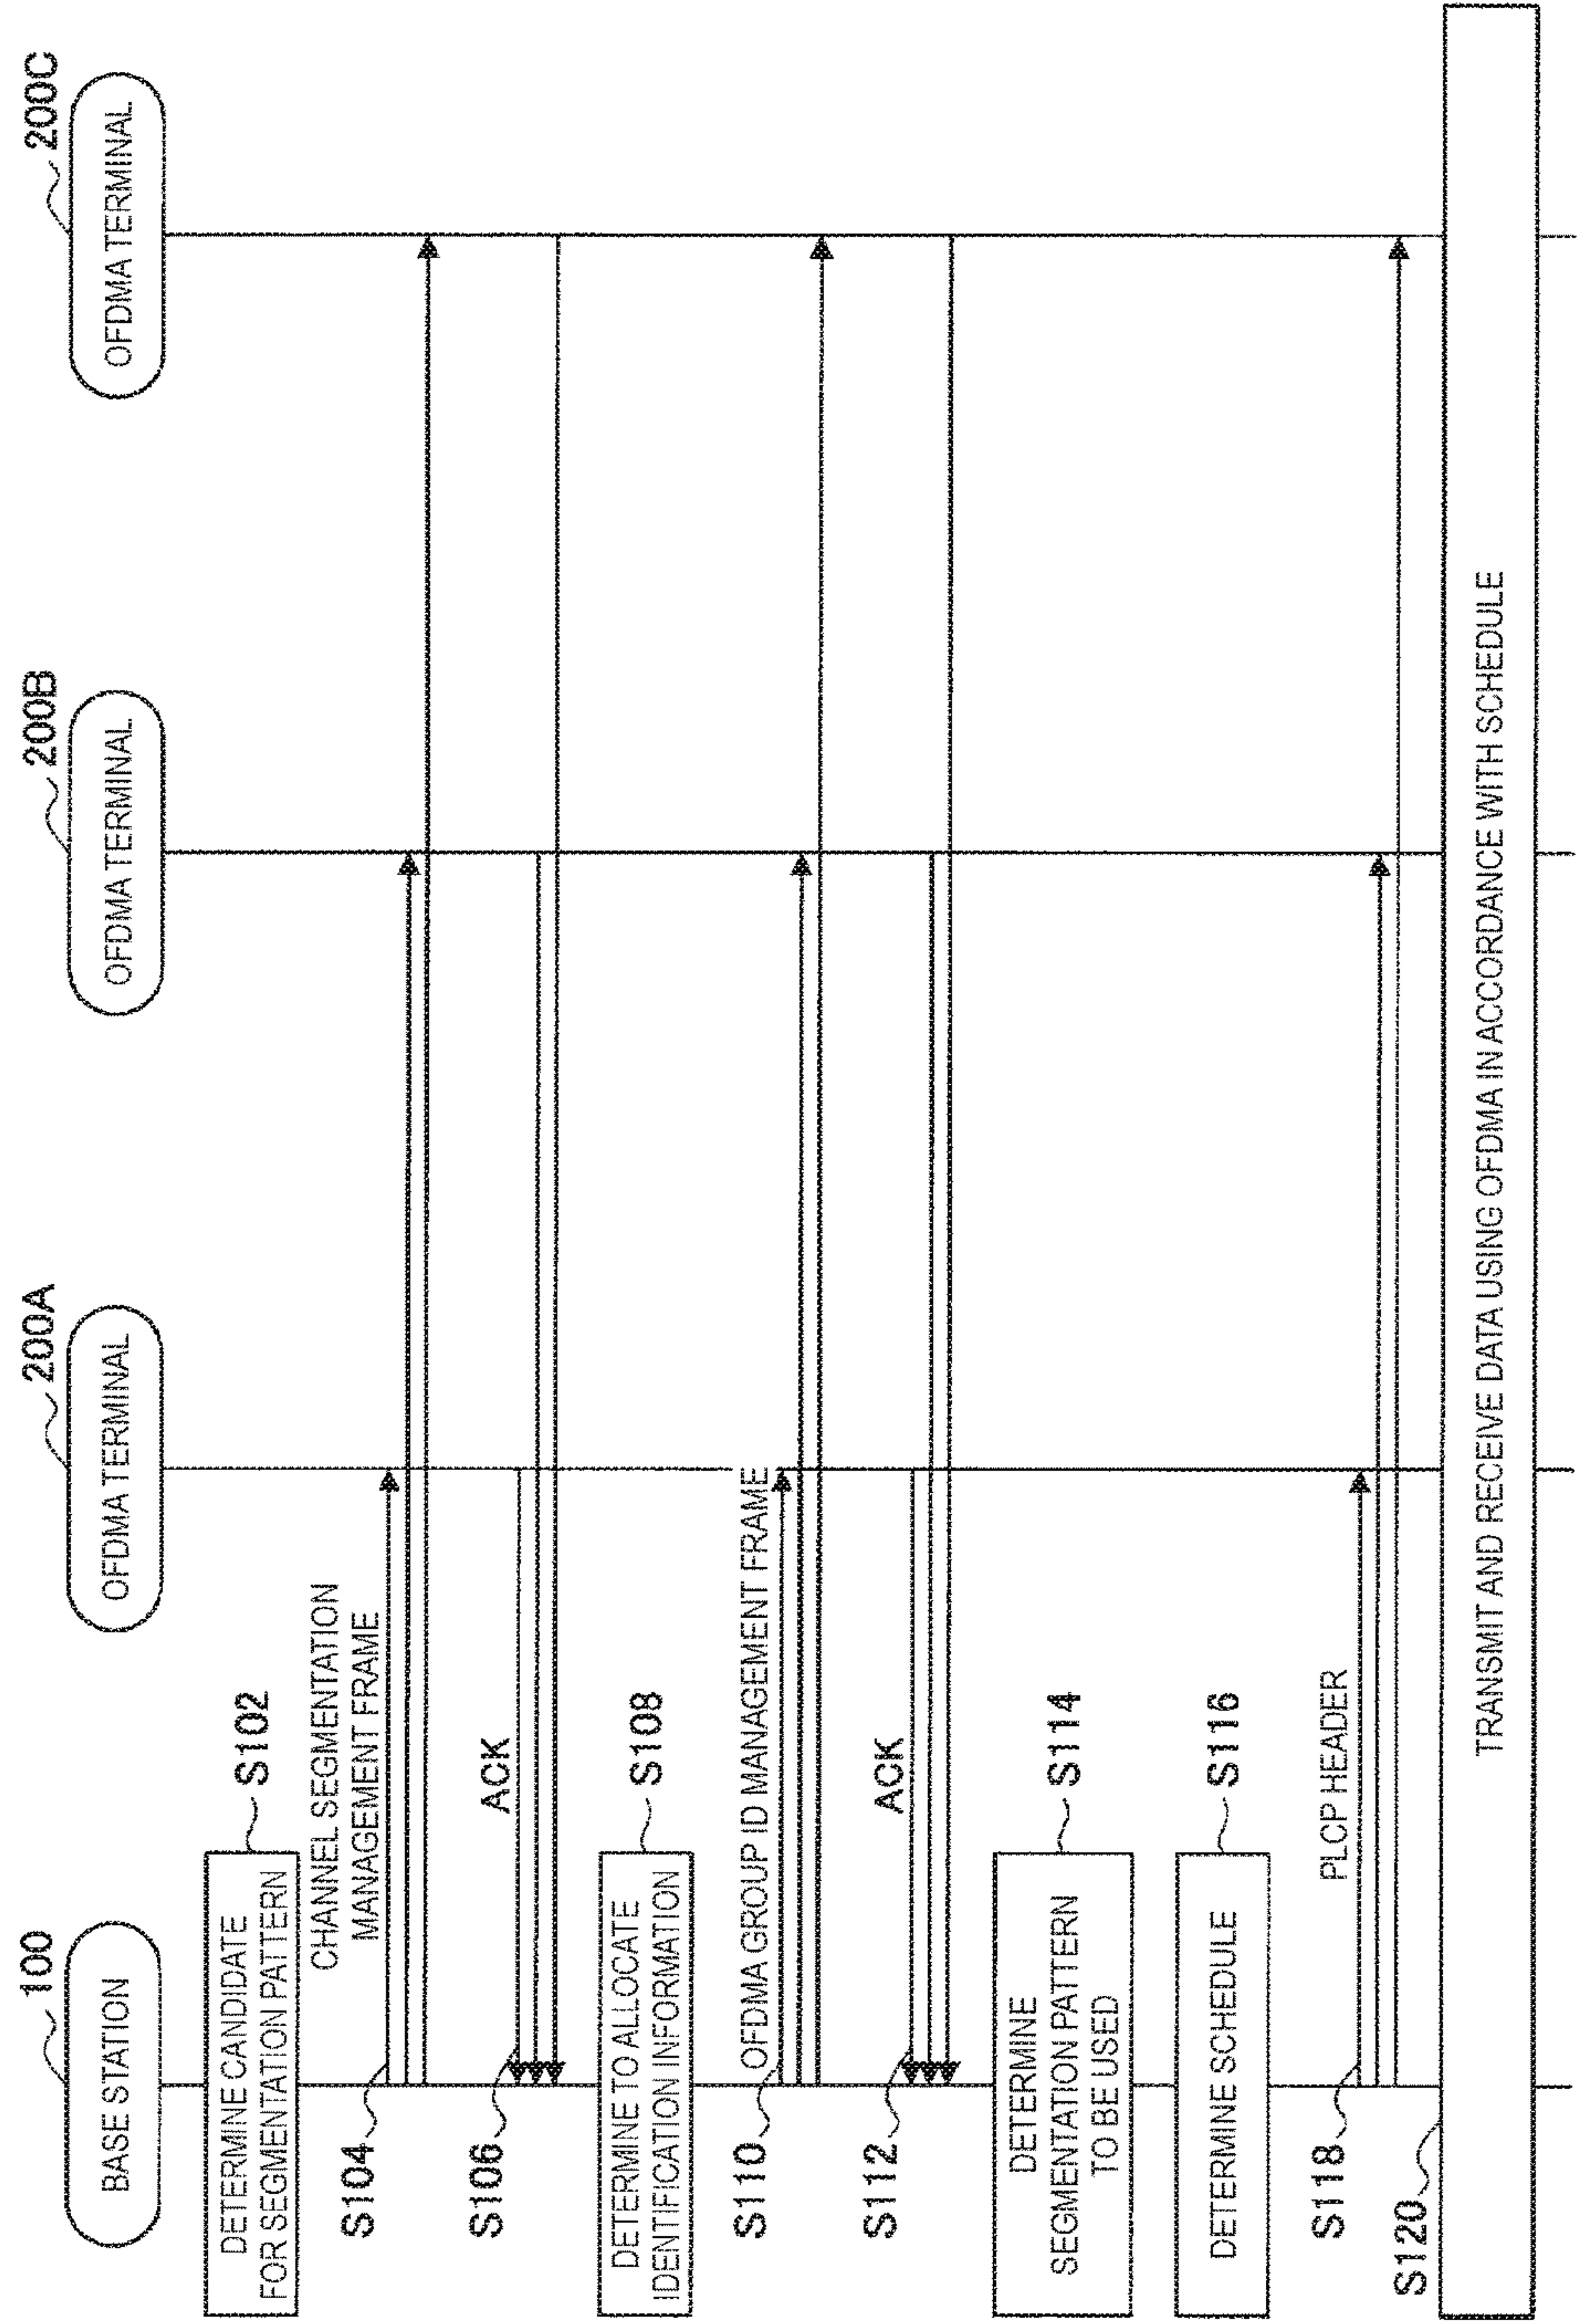 100
BASE STATION
200A
OFDMA TERMINAL
200B
OFDMA TERMINAL
200C
OFDMA TERMINAL
DETERMINE CANDIDATE
FOR SEGMENTATION PATTERN
S102
CHANNEL SEGMENTATION
MANAGEMENT FRAME
S104
ACK
S106
DETERMINE TO ALLOCATE
IDENTIFICATION INFORMATION
S108
OFDMA GROUP ID MANAGEMENT FRAME
S110
ACK
S112
DETERMINE
SEGMENTATION PATTERN
TO BE USED
S114
DETERMINE SCHEDULE
S116
PLCP HEADER
S118
S120
TRANSMIT AND RECEIVE DATA USING OFDMA IN ACCORDANCE WITH SCHEDULE